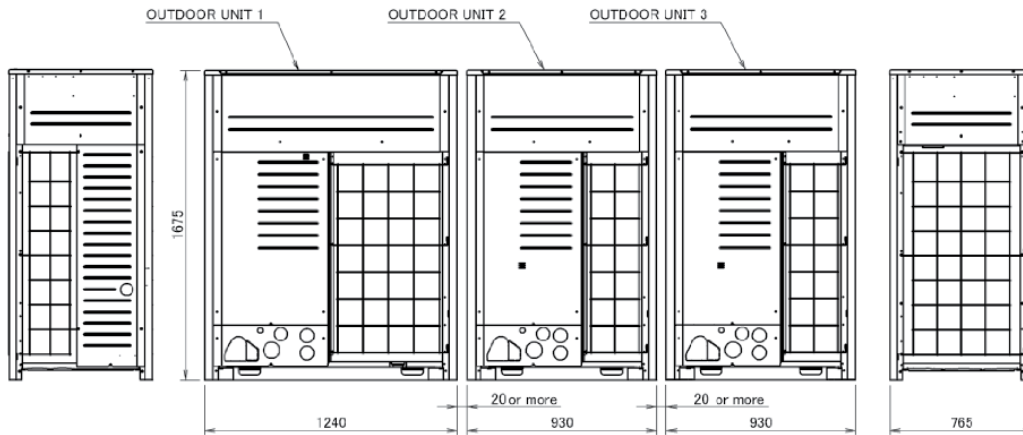 OUTDOOR UNIT 1
OUTDOOR UNIT 2
OUTDOOR UNIT 3
1675
20 or more
20 or more
1240
930
930
765